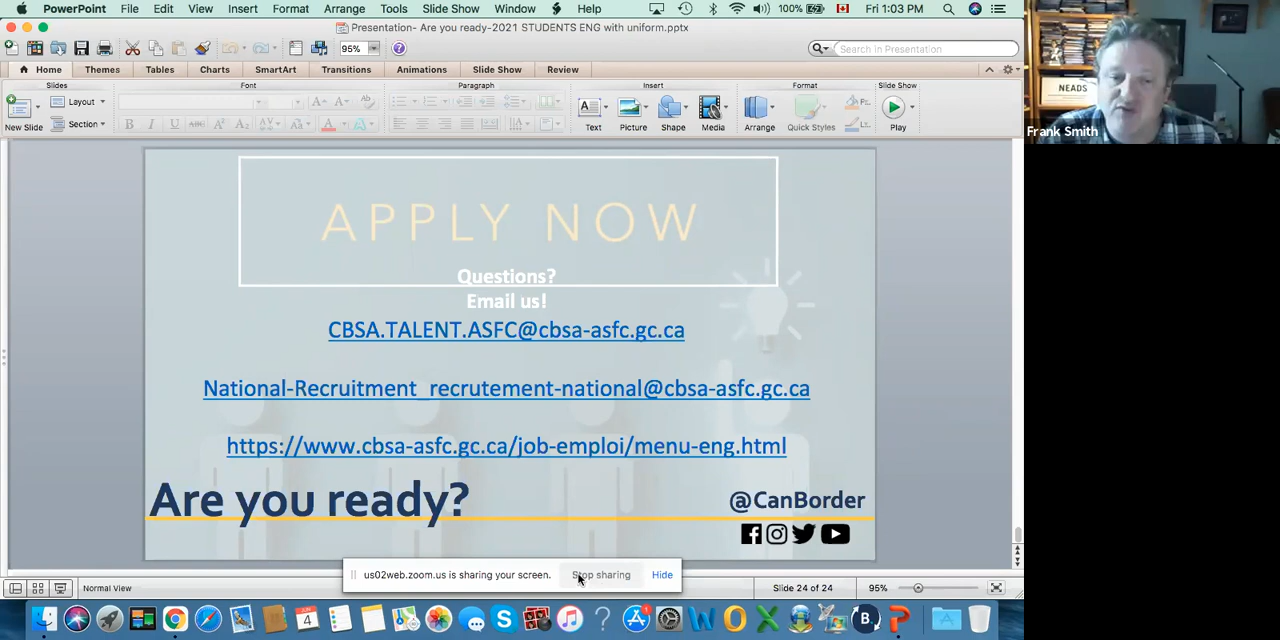 PowerPoint File Edit View Insert Format Arrange Tools Slide Show Window Help 100% Fri 1:03 PM
Presentation- Are you ready-2021 STUDENTS ENG with uniform.pptx
95% Search in Presentation
Home Themes Tables Charts SmartArt Transitions Animations Slide Show Review
Slides Font Paragraph Insert Format Slide Show
Layout
Section
New Slide
B I U ABC A² A₂ AV Aa A A
Text Picture Shape Media Arrange Quick Styles Play
NEADS
Frank Smith
APPLY NOW
Questions?
Email us!
CBSA.TALENT.ASFC@cbsa-asfc.gc.ca
National-Recruitment_recrutement-national@cbsa-asfc.gc.ca
https://www.cbsa-asfc.gc.ca/job-emploi/menu-eng.html
Are you ready?
@CanBorder
us02web.zoom.us is sharing your screen. Stop sharing Hide
Normal View Slide 24 of 24 95%